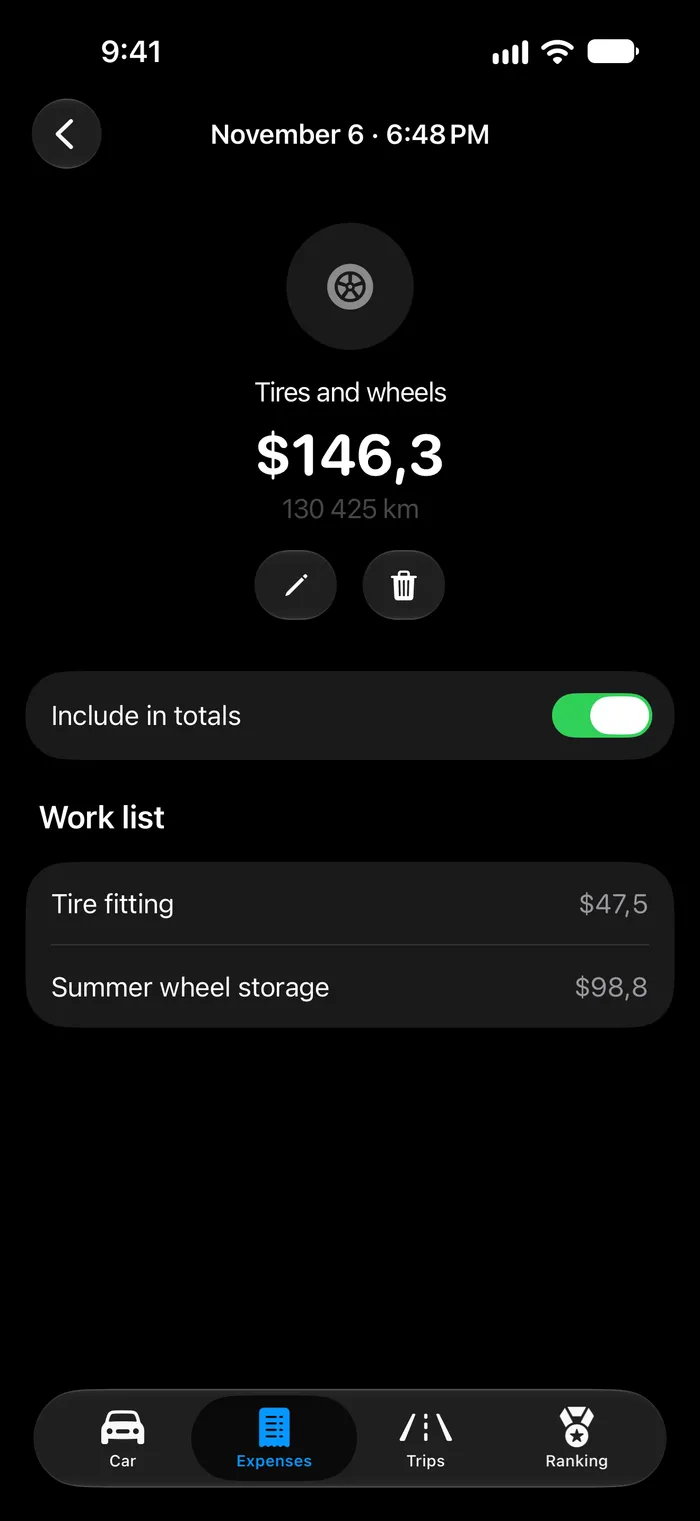 9:41
November 6 · 6:48 PM
Tires and wheels
$146,3
130 425 km
Include in totals
Work list
Tire fitting
$47,5
Summer wheel storage
$98,8
Car
Expenses
Trips
Ranking